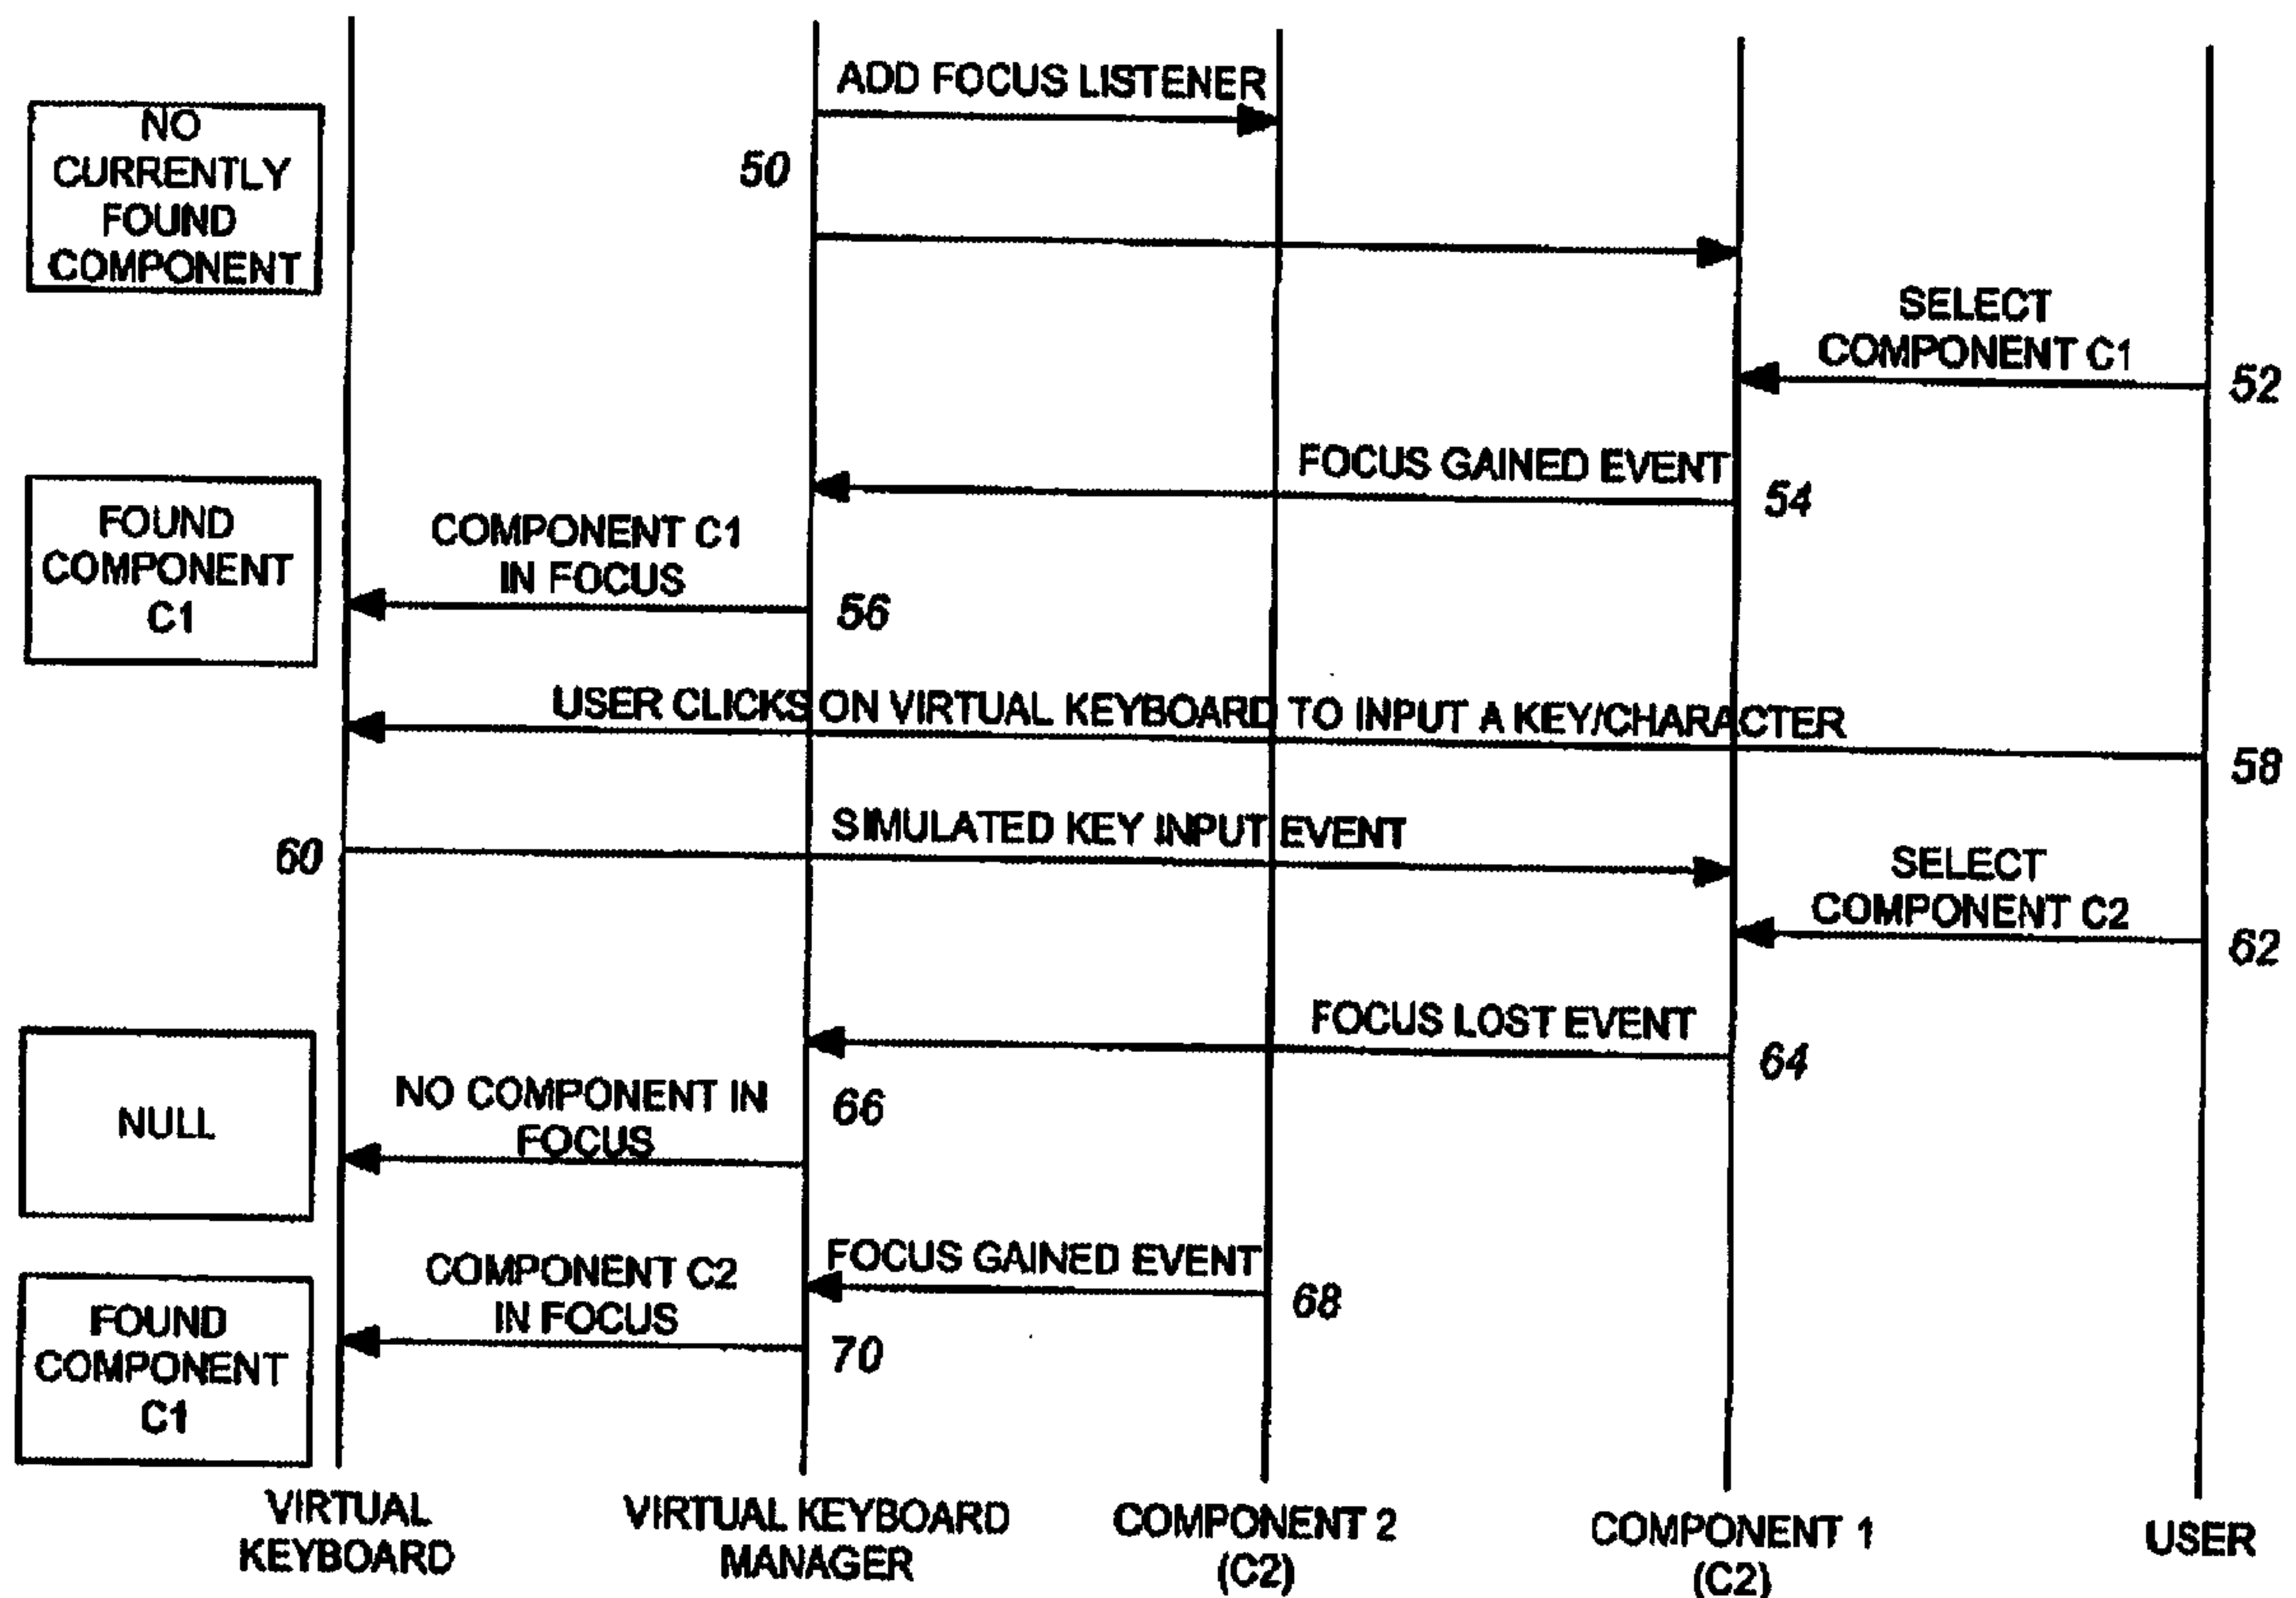 ADD FOCUS LISTENER
NO
CURRENTLY
FOUND
COMPONENT
50
SELECT
COMPONENT C1
52
FOCUS GAINED EVENT
54
FOUND
COMPONENT
C1
COMPONENT C1
IN FOCUS
56
USER CLICKS ON VIRTUAL KEYBOARD TO INPUT A KEY/CHARACTER
58
SIMULATED KEY INPUT EVENT
60
SELECT
COMPONENT C2
62
FOCUS LOST EVENT
64
NULL
NO COMPONENT IN
FOCUS
66
FOCUS GAINED EVENT
68
COMPONENT C2
IN FOCUS
70
FOUND
COMPONENT
C1
VIRTUAL
KEYBOARD
VIRTUAL KEYBOARD
MANAGER
COMPONENT 2
(C2)
COMPONENT 1
(C2)
USER